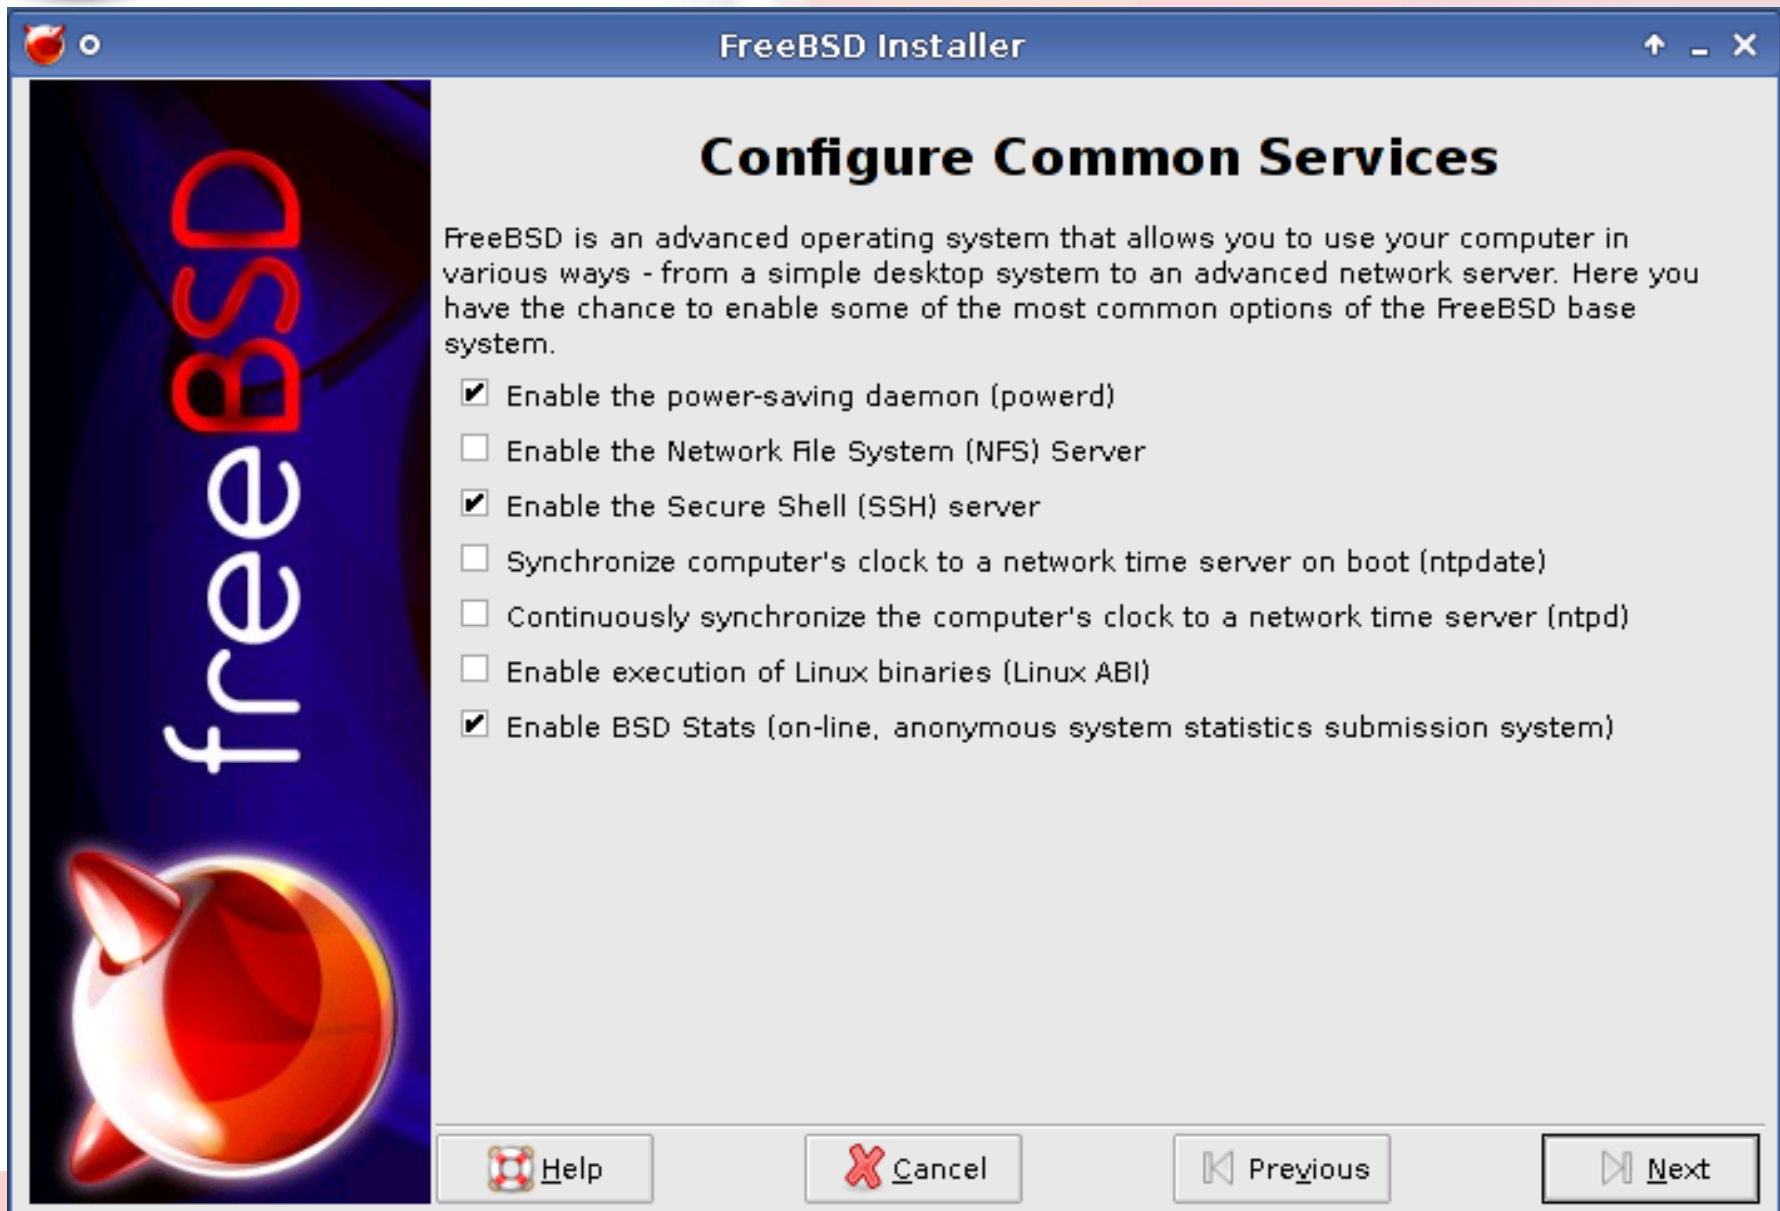 FreeBSD Installer
freeBSD
Configure Common Services
FreeBSD is an advanced operating system that allows you to use your computer in
various ways - from a simple desktop system to an advanced network server. Here you
have the chance to enable some of the most common options of the FreeBSD base
system.
Enable the power-saving daemon (powerd)
Enable the Network File System (NFS) Server
Enable the Secure Shell (SSH) server
Synchronize computer's clock to a network time server on boot (ntpdate)
Continuously synchronize the computer's clock to a network time server (ntpd)
Enable execution of Linux binaries (Linux ABI)
Enable BSD Stats (on-line, anonymous system statistics submission system)
Help
Cancel
Previous
Next